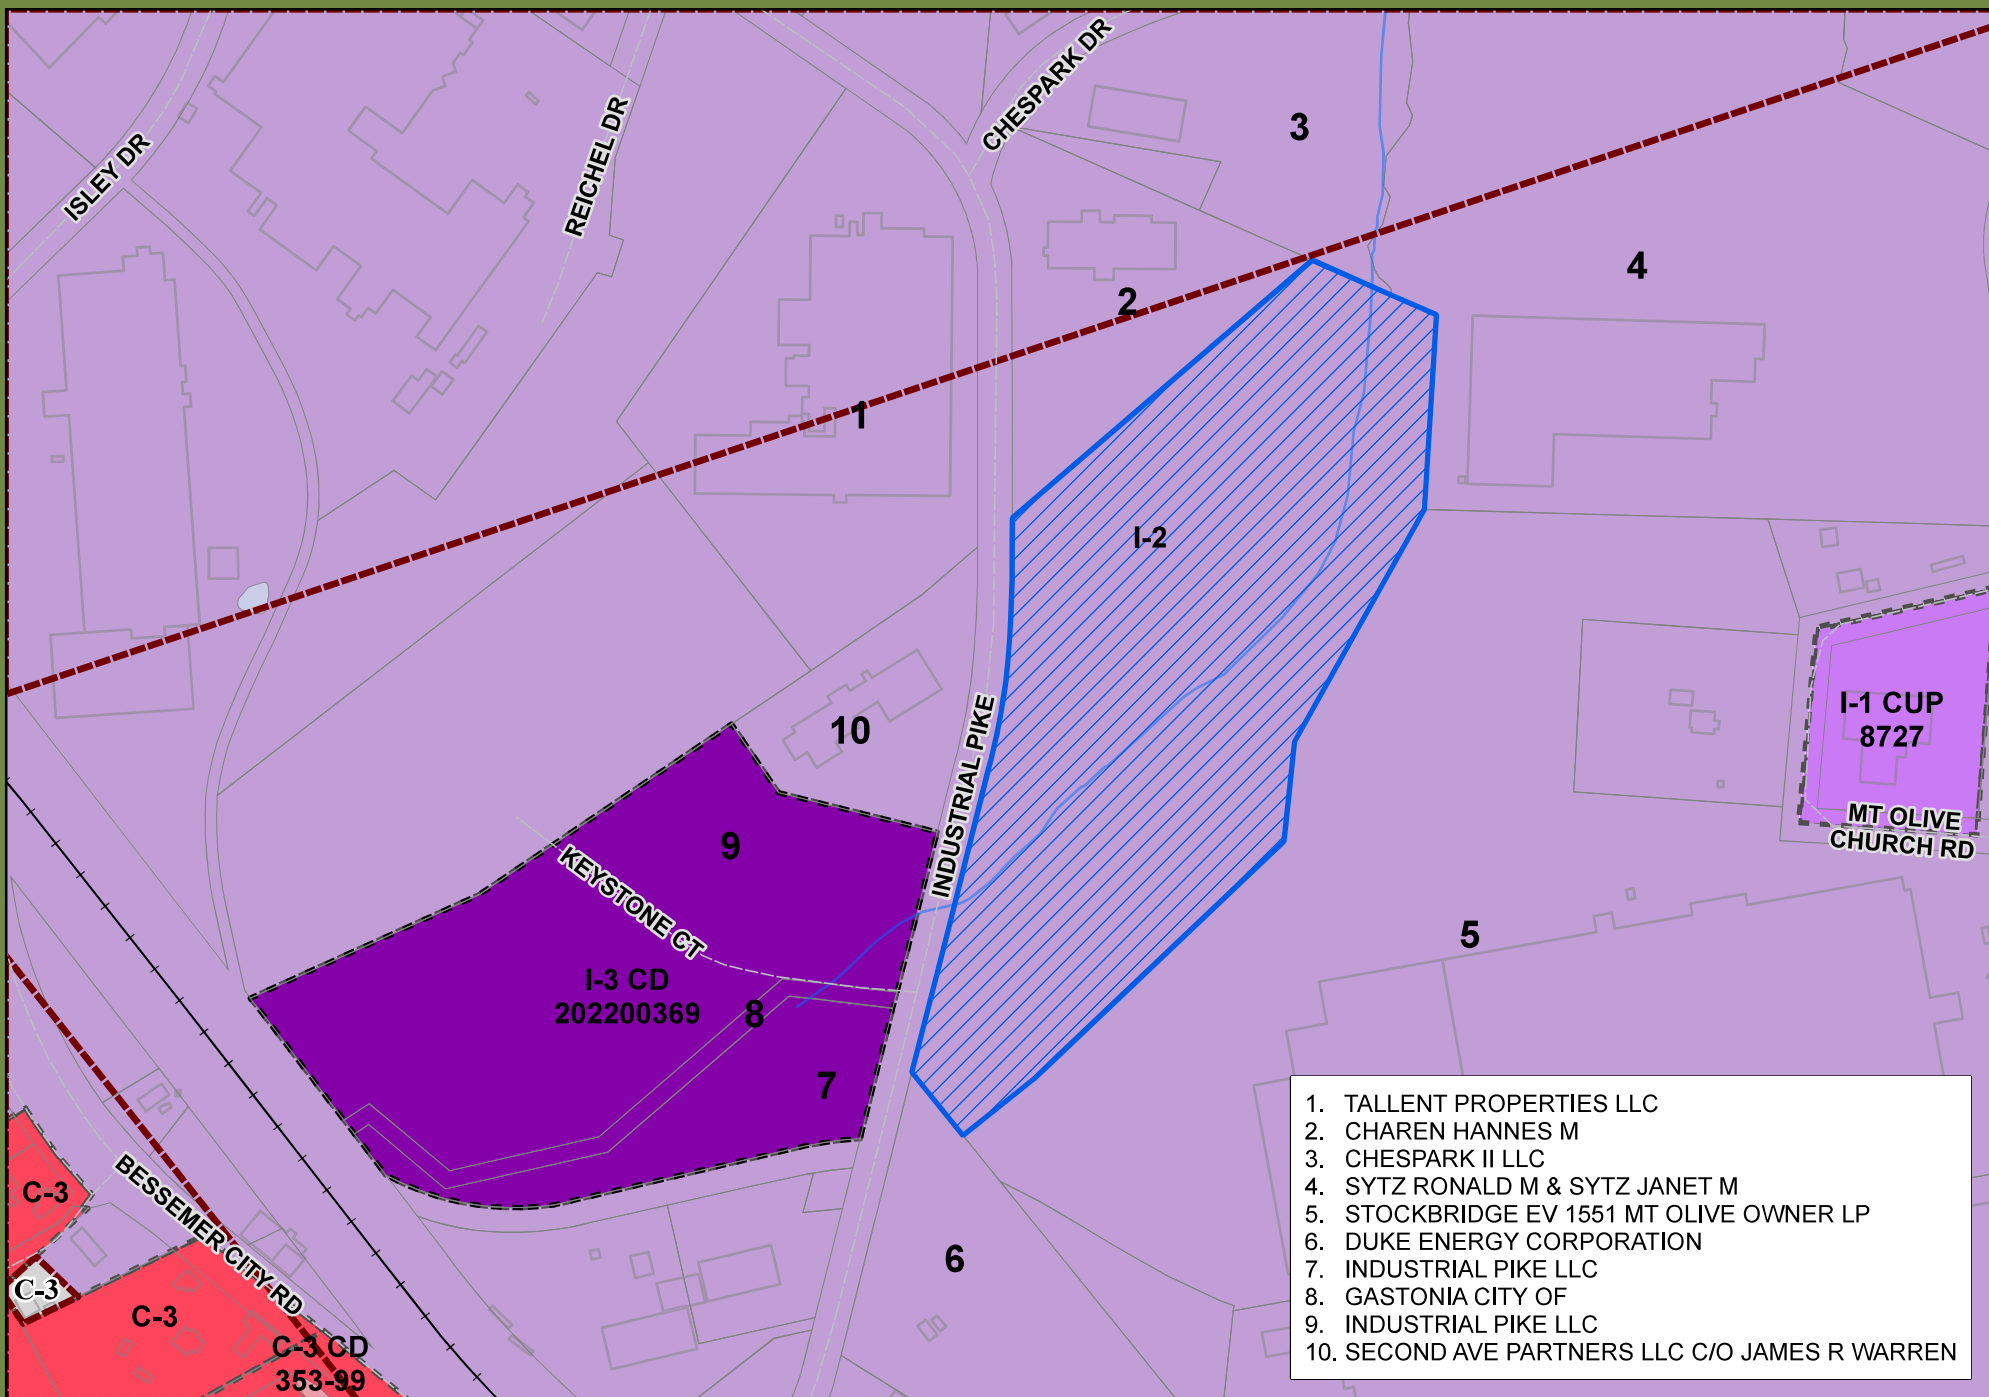 CHESPARK DR
3
ISLEY DR
REICHEL DR
4
2
1
I-2
I-1 CUP
8727
10
INDUSTRIAL PIKE
MT OLIVE
CHURCH RD
9
KEYSTONE CT
5
I-3 CD
202200369
8
7
C-3
BESSEMER CITY RD
6
C-3
C-3
C-3 CD
353-99
1. TALLENT PROPERTIES LLC
2. CHAREN HANNES M
3. CHESPARK II LLC
4. SYTZ RONALD M & SYTZ JANET M
5. STOCKBRIDGE EV 1551 MT OLIVE OWNER LP
6. DUKE ENERGY CORPORATION
7. INDUSTRIAL PIKE LLC
8. GASTONIA CITY OF
9. INDUSTRIAL PIKE LLC
10. SECOND AVE PARTNERS LLC C/O JAMES R WARREN